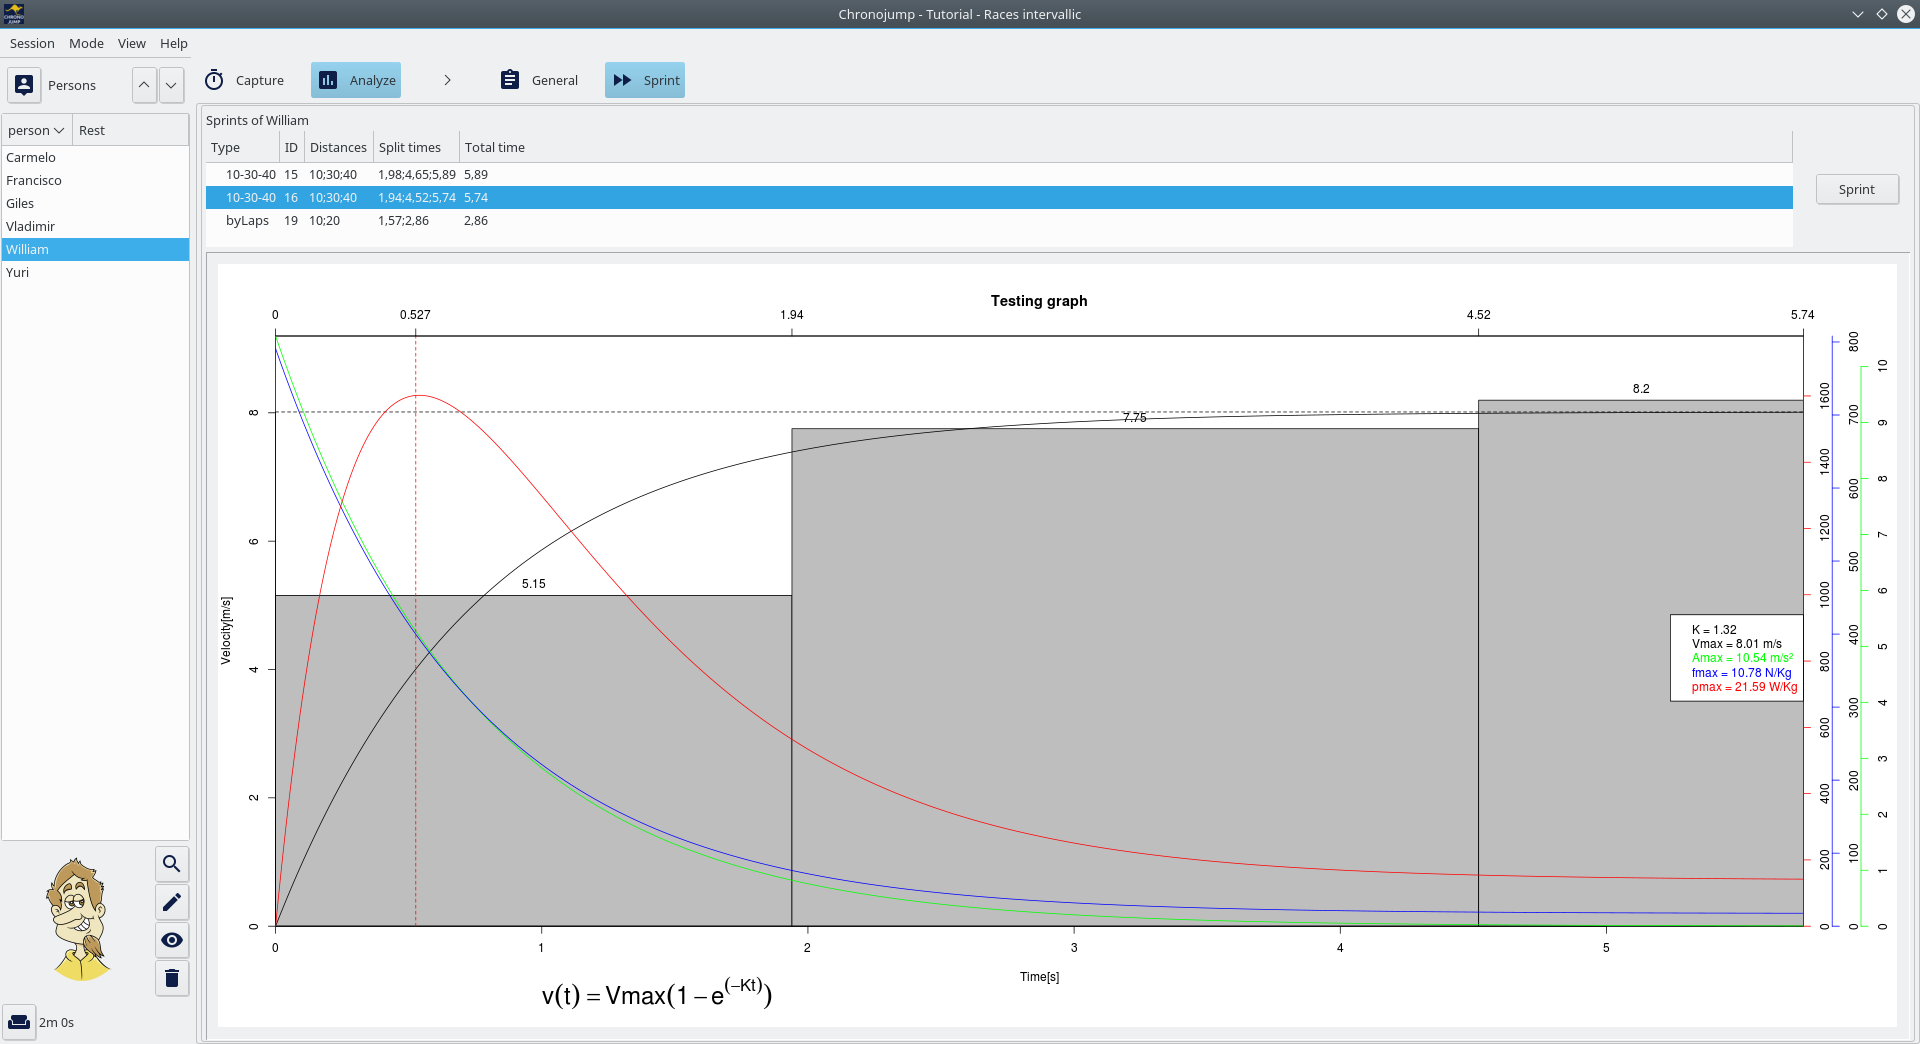 Chronojump - Tutorial - Races intervallic
CHRONO JUMP
Session Mode View Help
Persons
Capture Analyze General Sprint
person Rest
Carmelo
Francisco
Giles
Vladimir
William
Yuri
2m 0s
Sprints of William
Type ID Distances Split times Total time
10-30-40 15 10;30;40 1,98;4,65;5,89 5,89
10-30-40 16 10;30;40 1,94;4,52;5,74 5,74
byLaps 19 10;20 1,57;2,86 2,86
Sprint
Testing graph
0 0.527 1.94 4.52 5.74
8.2
7.75
5.15
Velocity[m/s]
0 2 4 6 8
K = 1.32
Vmax = 8.01 m/s
Amax = 10.54 m/s²
fmax = 10.78 N/Kg
pmax = 21.59 W/Kg
0 200 400 600 800 1000 1200 1400 1600
0 100 200 300 400 500 600 700 800
0 1 2 3 4 5 6 7 8 9 10
0 1 2 3 4 5
Time[s]
v(t) = Vmax(1 – e^(–Kt))